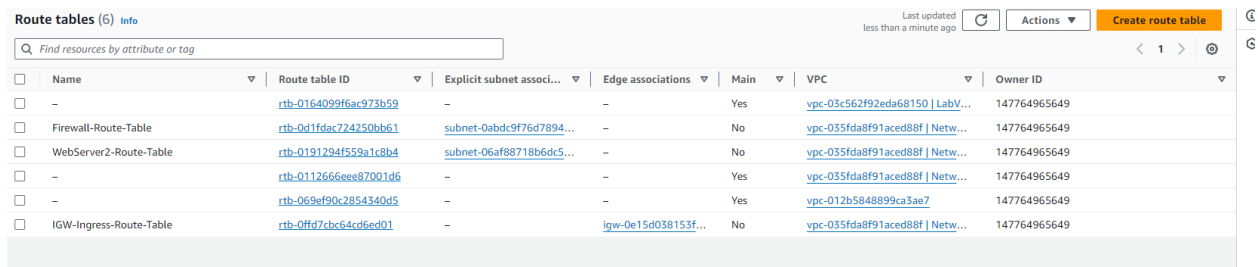 Route tables (6) Info
Last updated
less than a minute ago
Actions
Create route table
Find resources by attribute or tag
1
Name Route table ID Explicit subnet associ... Edge associations Main VPC Owner ID
– rtb-0164099f6ac973b59 – – Yes vpc-03c562f92eda68150 | LabV... 147764965649
Firewall-Route-Table rtb-0d1fdac724250bb61 subnet-0abdc9f76d7894... – No vpc-035fda8f91aced88f | Netw... 147764965649
WebServer2-Route-Table rtb-0191294f559a1c8b4 subnet-06af88718b6dc5... – No vpc-035fda8f91aced88f | Netw... 147764965649
– rtb-0112666eee87001d6 – – Yes vpc-035fda8f91aced88f | Netw... 147764965649
– rtb-069ef90c2854340d5 – – Yes vpc-012b5848899ca3ae7 147764965649
IGW-Ingress-Route-Table rtb-0ffd7cbc64cd6ed01 – igw-0e15d038153f... No vpc-035fda8f91aced88f | Netw... 147764965649